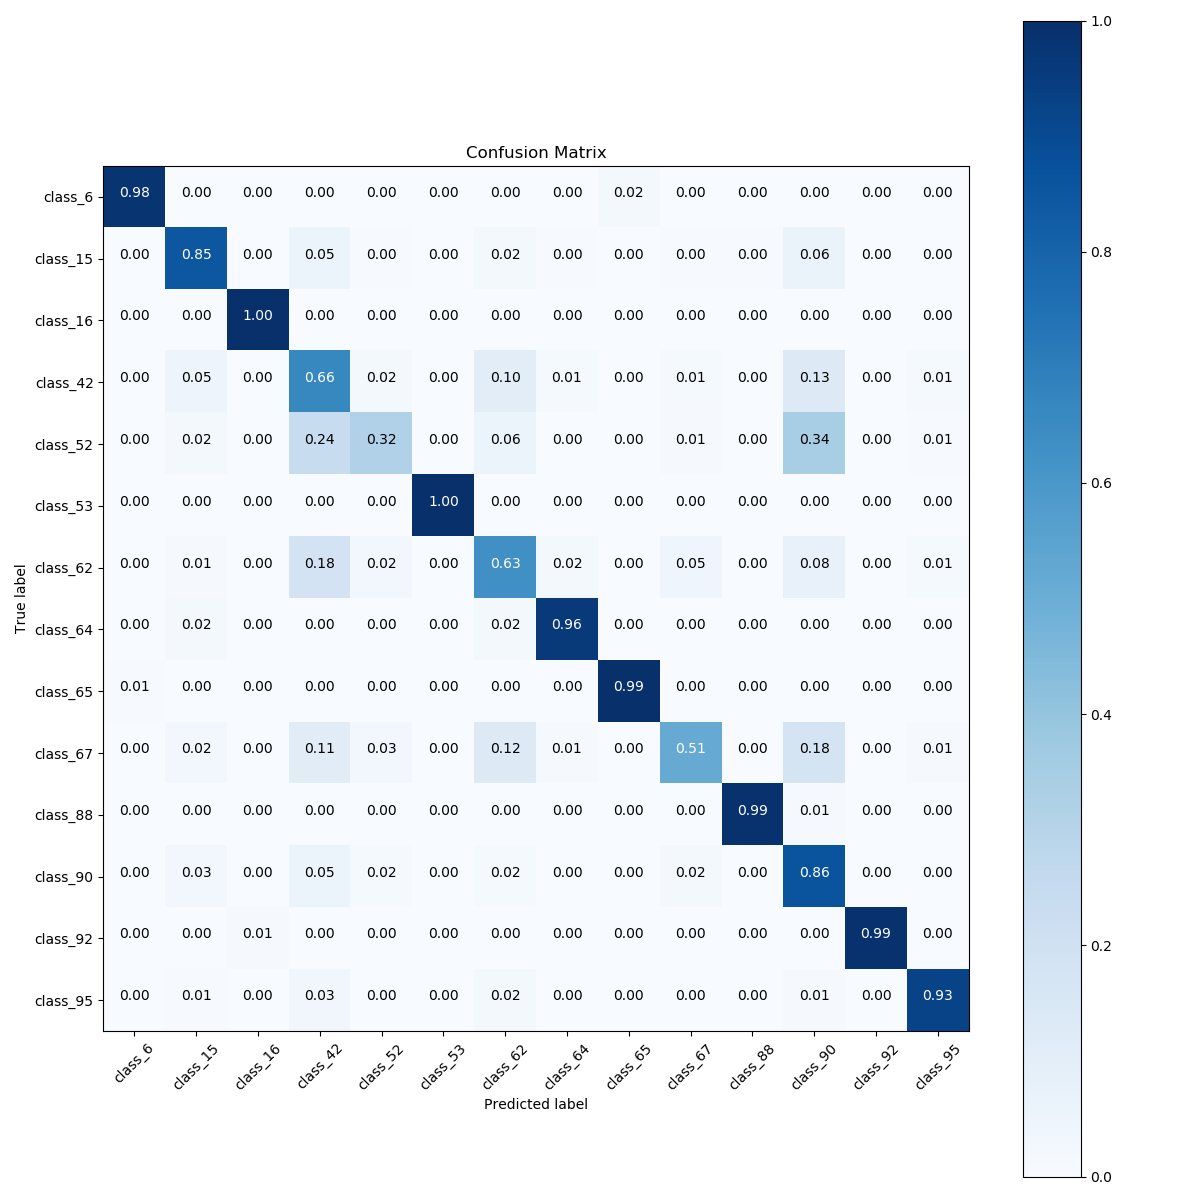 Confusion Matrix
class_6 0.98 0.00 0.00 0.00 0.00 0.00 0.00 0.00 0.02 0.00 0.00 0.00 0.00 0.00
class_15 0.00 0.85 0.00 0.05 0.00 0.00 0.02 0.00 0.00 0.00 0.00 0.06 0.00 0.00
class_16 0.00 0.00 1.00 0.00 0.00 0.00 0.00 0.00 0.00 0.00 0.00 0.00 0.00 0.00
class_42 0.00 0.05 0.00 0.66 0.02 0.00 0.10 0.01 0.00 0.01 0.00 0.13 0.00 0.01
class_52 0.00 0.02 0.00 0.24 0.32 0.00 0.06 0.00 0.00 0.01 0.00 0.34 0.00 0.01
class_53 0.00 0.00 0.00 0.00 0.00 1.00 0.00 0.00 0.00 0.00 0.00 0.00 0.00 0.00
class_62 0.00 0.01 0.00 0.18 0.02 0.00 0.63 0.02 0.00 0.05 0.00 0.08 0.00 0.01
class_64 0.00 0.02 0.00 0.00 0.00 0.00 0.02 0.96 0.00 0.00 0.00 0.00 0.00 0.00
class_65 0.01 0.00 0.00 0.00 0.00 0.00 0.00 0.00 0.99 0.00 0.00 0.00 0.00 0.00
class_67 0.00 0.02 0.00 0.11 0.03 0.00 0.12 0.01 0.00 0.51 0.00 0.18 0.00 0.01
class_88 0.00 0.00 0.00 0.00 0.00 0.00 0.00 0.00 0.00 0.00 0.99 0.01 0.00 0.00
class_90 0.00 0.03 0.00 0.05 0.02 0.00 0.02 0.00 0.00 0.02 0.00 0.86 0.00 0.00
class_92 0.00 0.00 0.01 0.00 0.00 0.00 0.00 0.00 0.00 0.00 0.00 0.00 0.99 0.00
class_95 0.00 0.01 0.00 0.03 0.00 0.00 0.02 0.00 0.00 0.00 0.00 0.01 0.00 0.93
class_6 class_15 class_16 class_42 class_52 class_53 class_62 class_64 class_65 class_67 class_88 class_90 class_92 class_95
Predicted label
True label
1.0
0.8
0.6
0.4
0.2
0.0